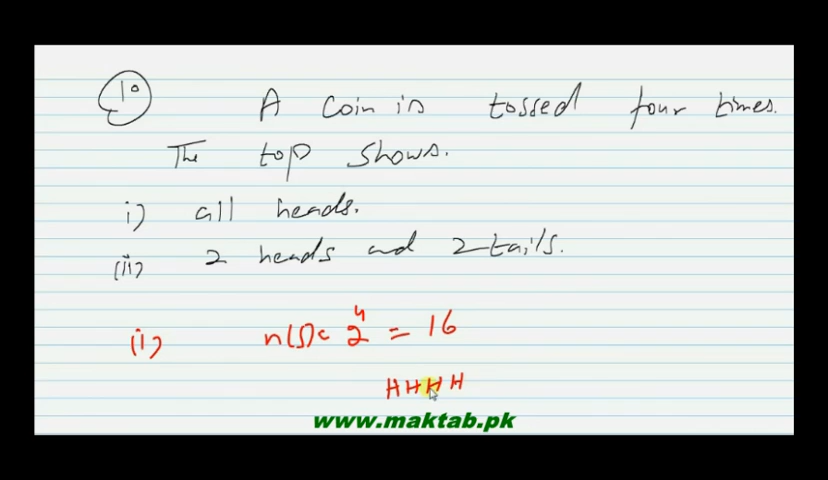 10 A coin is tossed four times.
The top shows.
i) all heads.
(ii) 2 heads and 2 tails.
(i) n(S)= 2^4 = 16
HHHH
www.maktab.pk